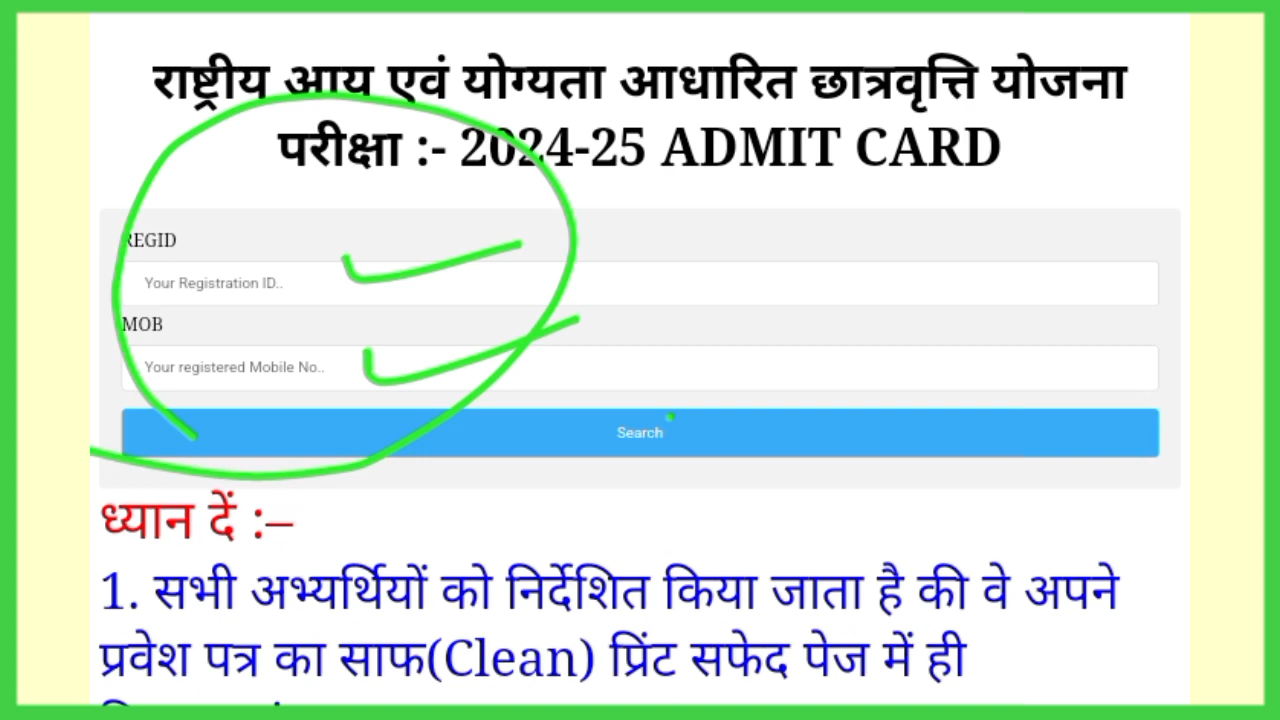 राष्ट्रीय आय एवं योग्यता आधारित छात्रवृत्ति योजना
परीक्षा :- 2024-25 ADMIT CARD
REGID
Your Registration ID..
MOB
Your registered Mobile No..
Search
ध्यान दें :–
1. सभी अभ्यर्थियों को निर्देशित किया जाता है की वे अपने
प्रवेश पत्र का साफ(Clean) प्रिंट सफेद पेज में ही